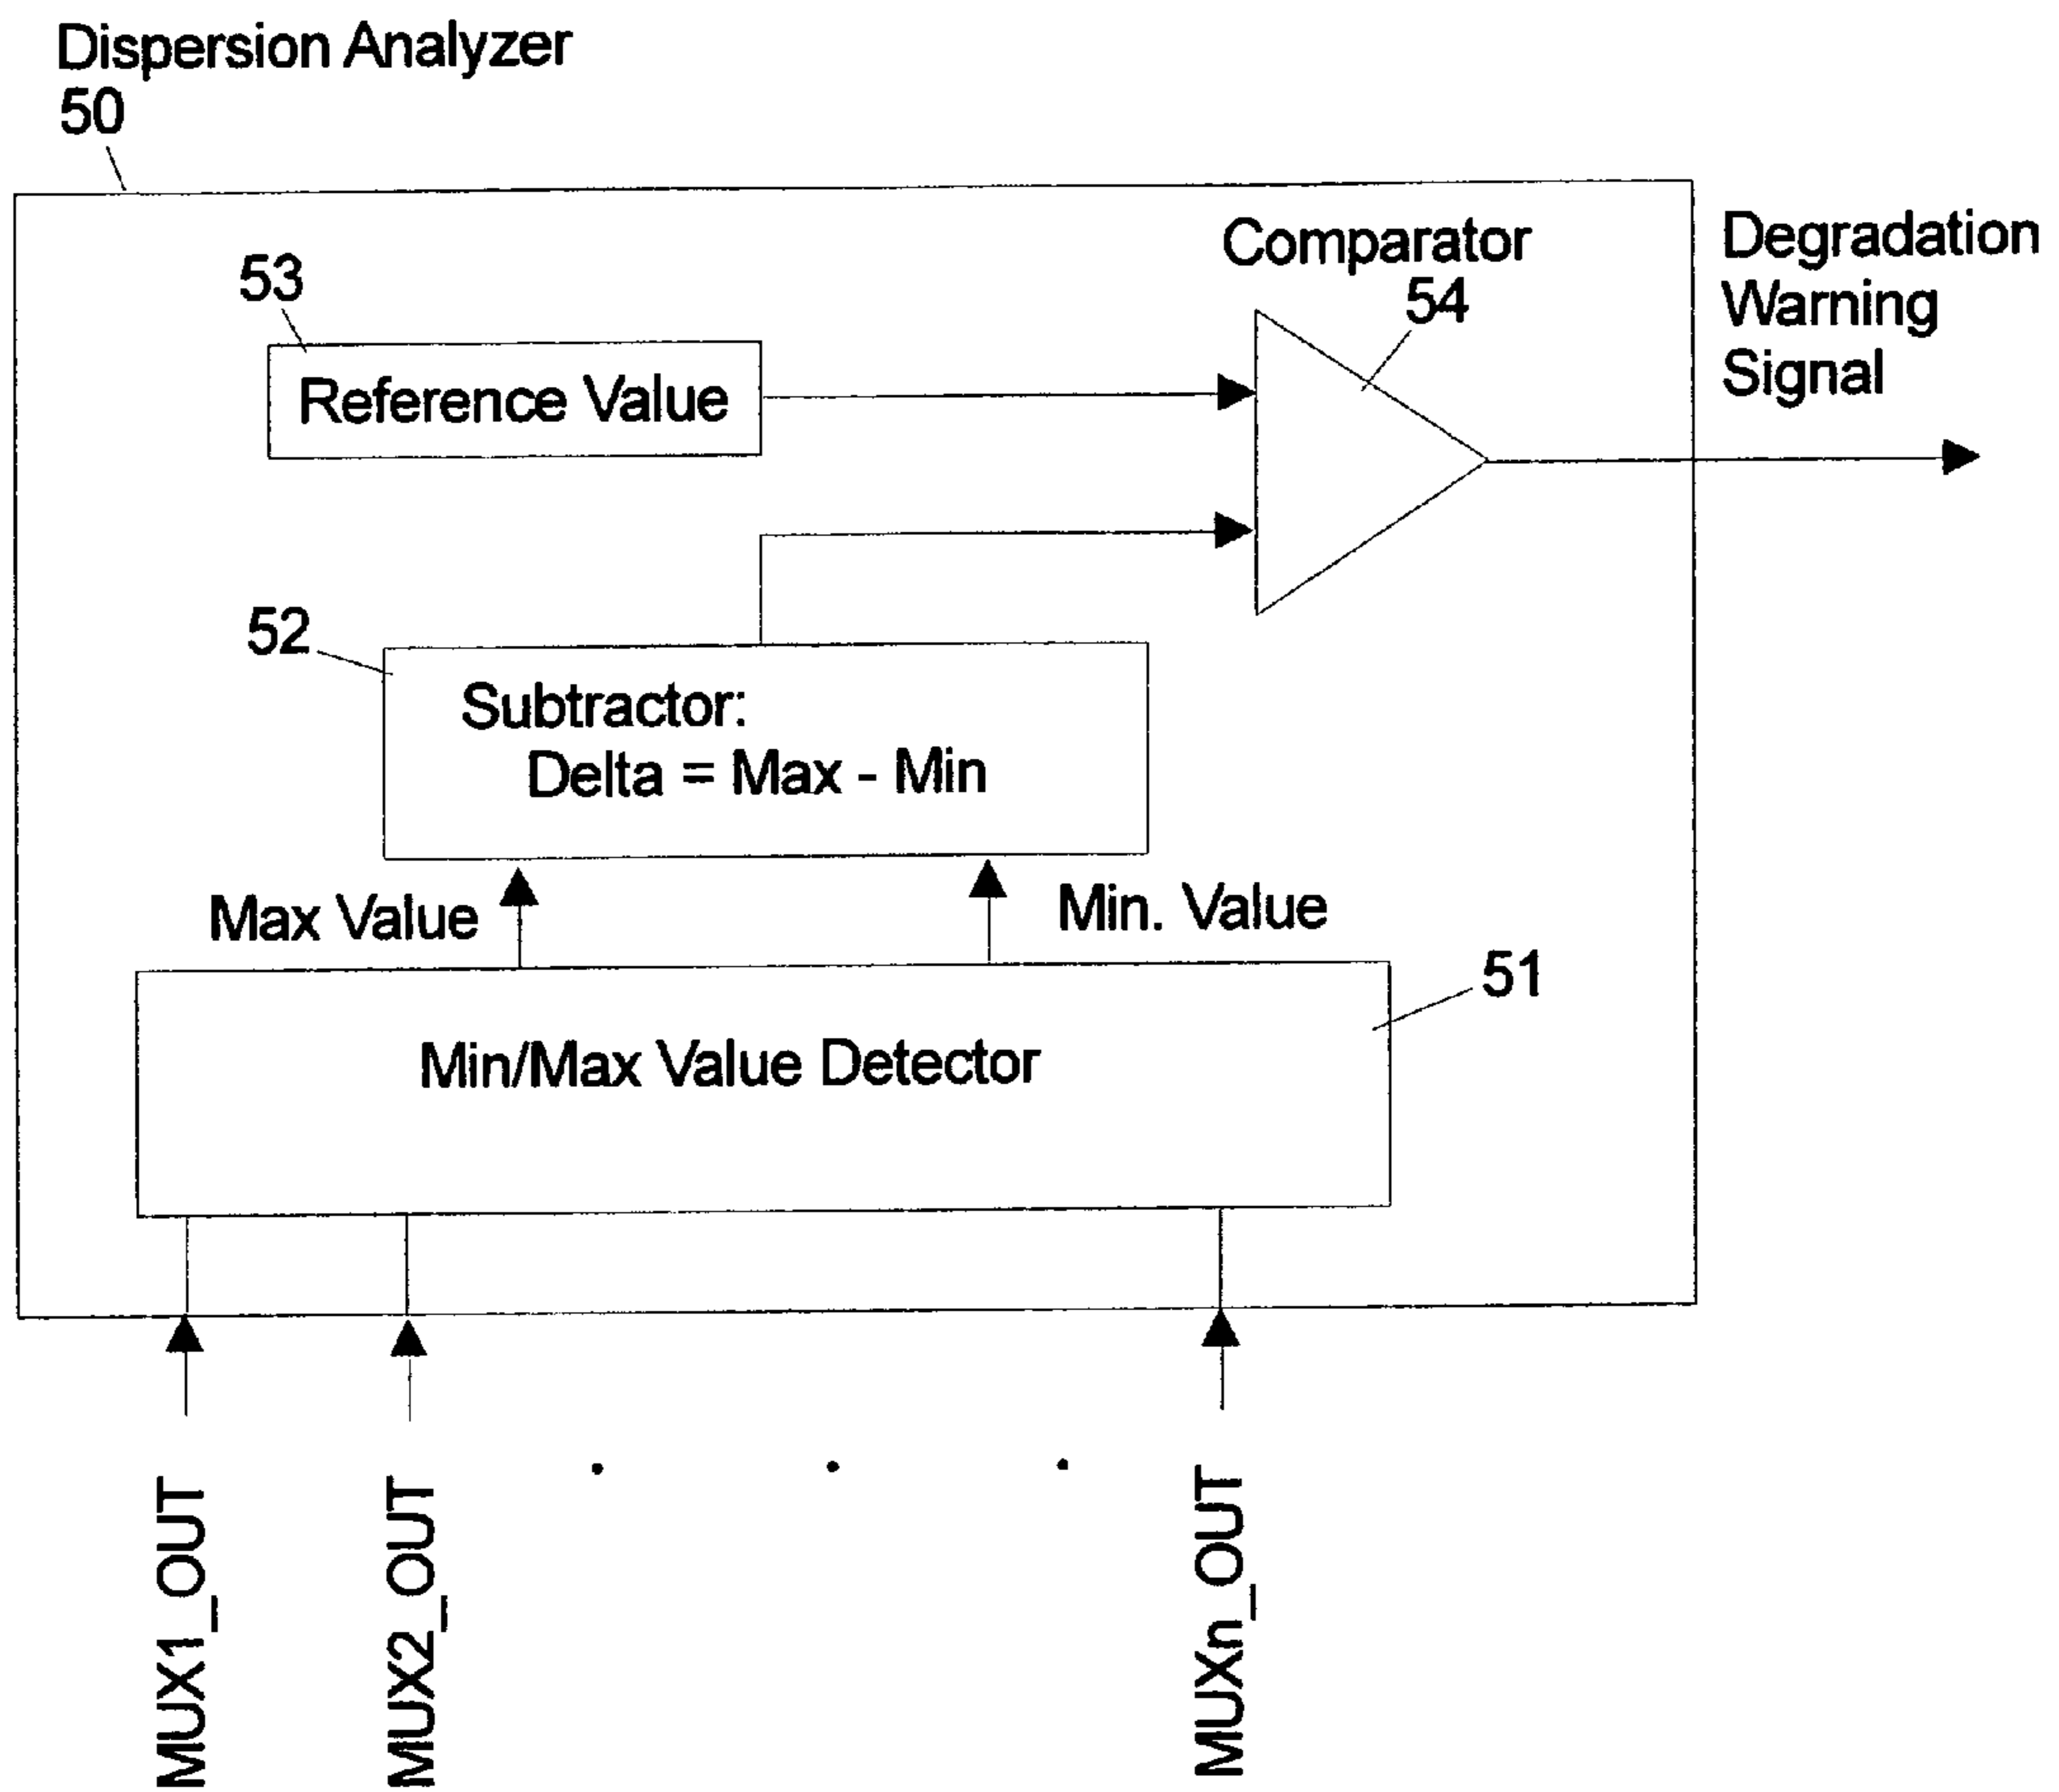 Dispersion Analyzer
50
Comparator
54
Degradation
Warning
Signal
53
Reference Value
52
Subtractor:
Delta = Max - Min
Max Value
Min. Value
51
Min/Max Value Detector
MUX1_OUT
MUX2_OUT
. . .
MUXn_OUT